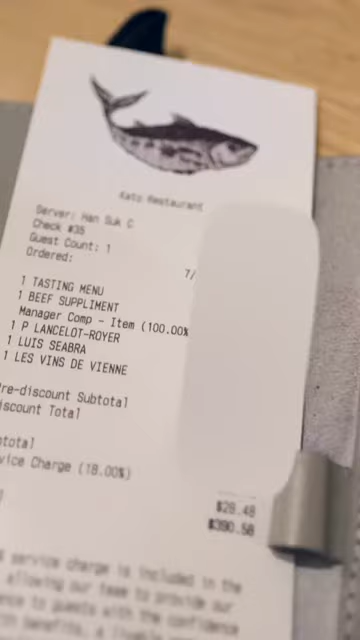 Kato Restaurant
Server: Han Suk C
Check #35
Guest Count: 1
Ordered:
7/
1 TASTING MENU
1 BEEF SUPPLIMENT
Manager Comp - Item (100.00%
1 P LANCELOT-ROYER
1 LUIS SEABRA
1 LES VINS DE VIENNE
re-discount Subtotal
iscount Total
total
vice Charge (18.00%)
$28.48
$390.58
service charge is included in the
allowing our team to provide our
to guests with the confidence
benefits, a